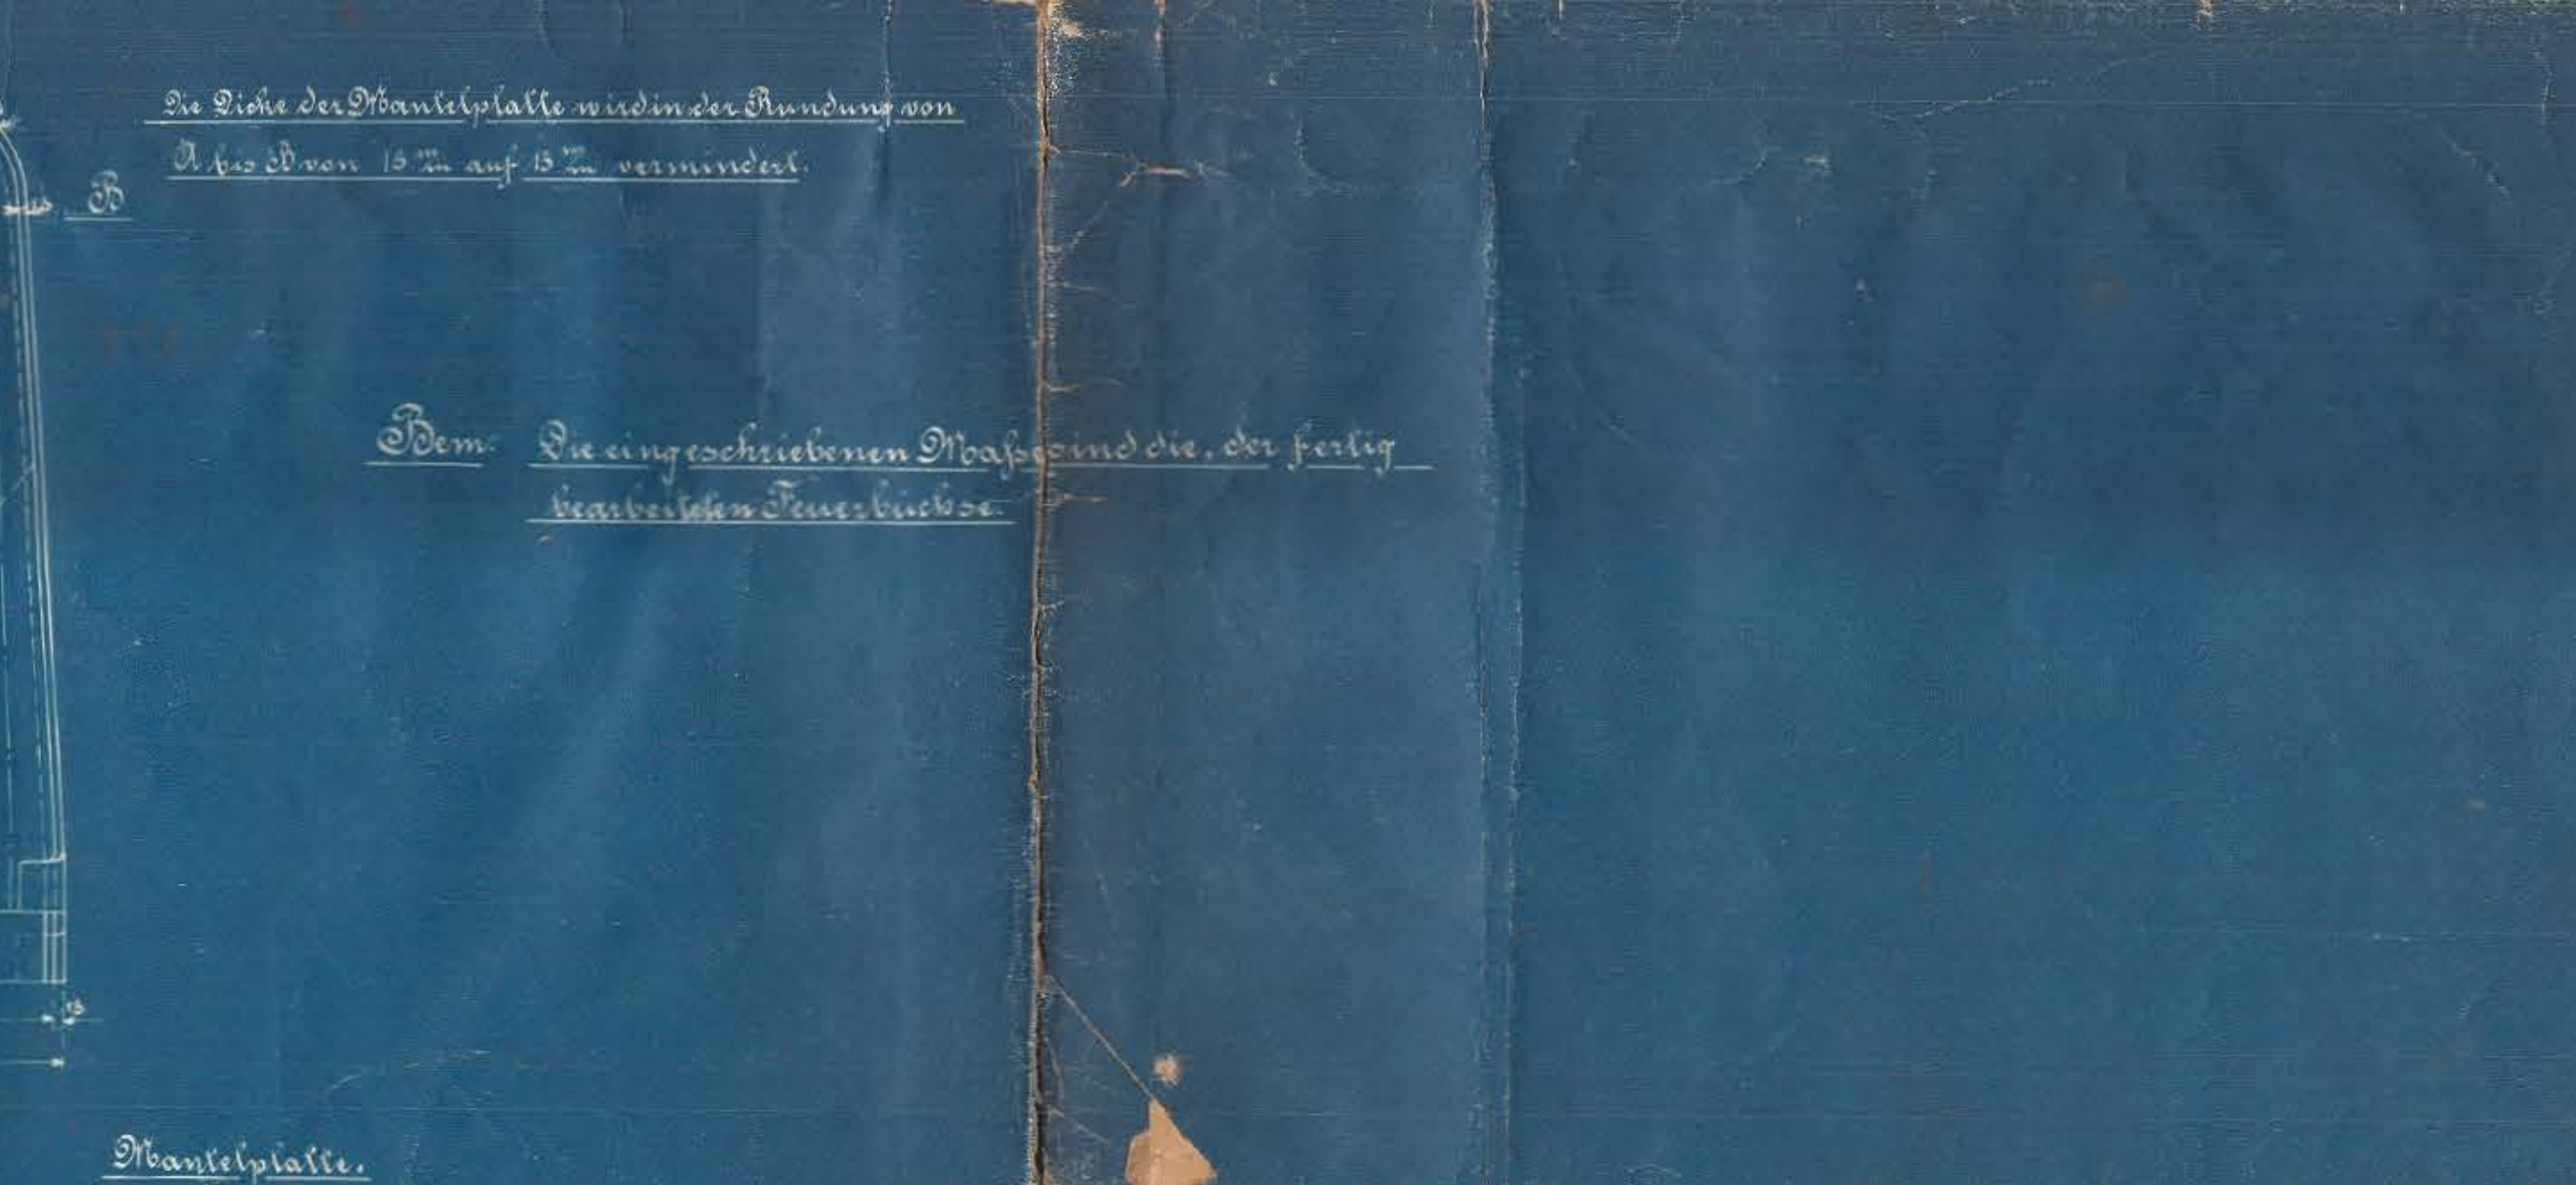 Die Dicke der Mantelplatte wird in der Rundung von
A bis B von 15 m/m auf 13 m/m vermindert.
B
Bem: Die eingeschriebenen Maße sind die, der fertig
bearbeiteten Feuerbüchse.
13
Mantelplatte.